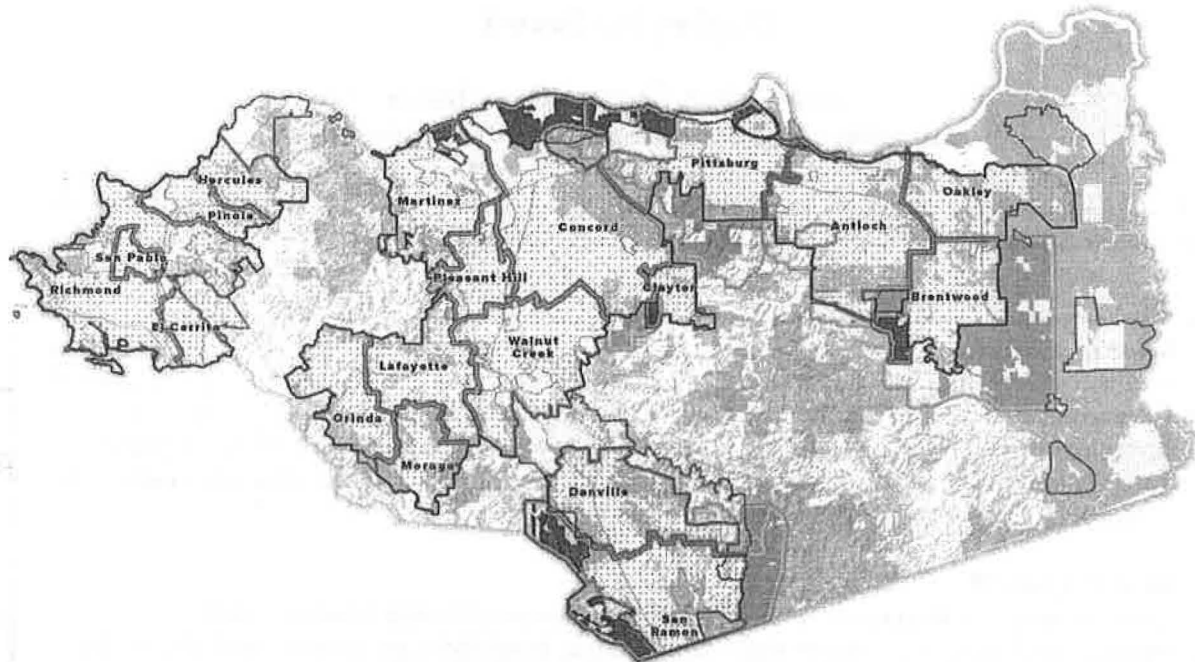 Hercules
Pinole
San Pablo
Richmond
El Cerrito
Martinez
Concord
Pleasant Hill
Clayton
Pittsburg
Antioch
Oakley
Brentwood
Walnut
Creek
Lafayette
Orinda
Moraga
Danville
San
Ramon